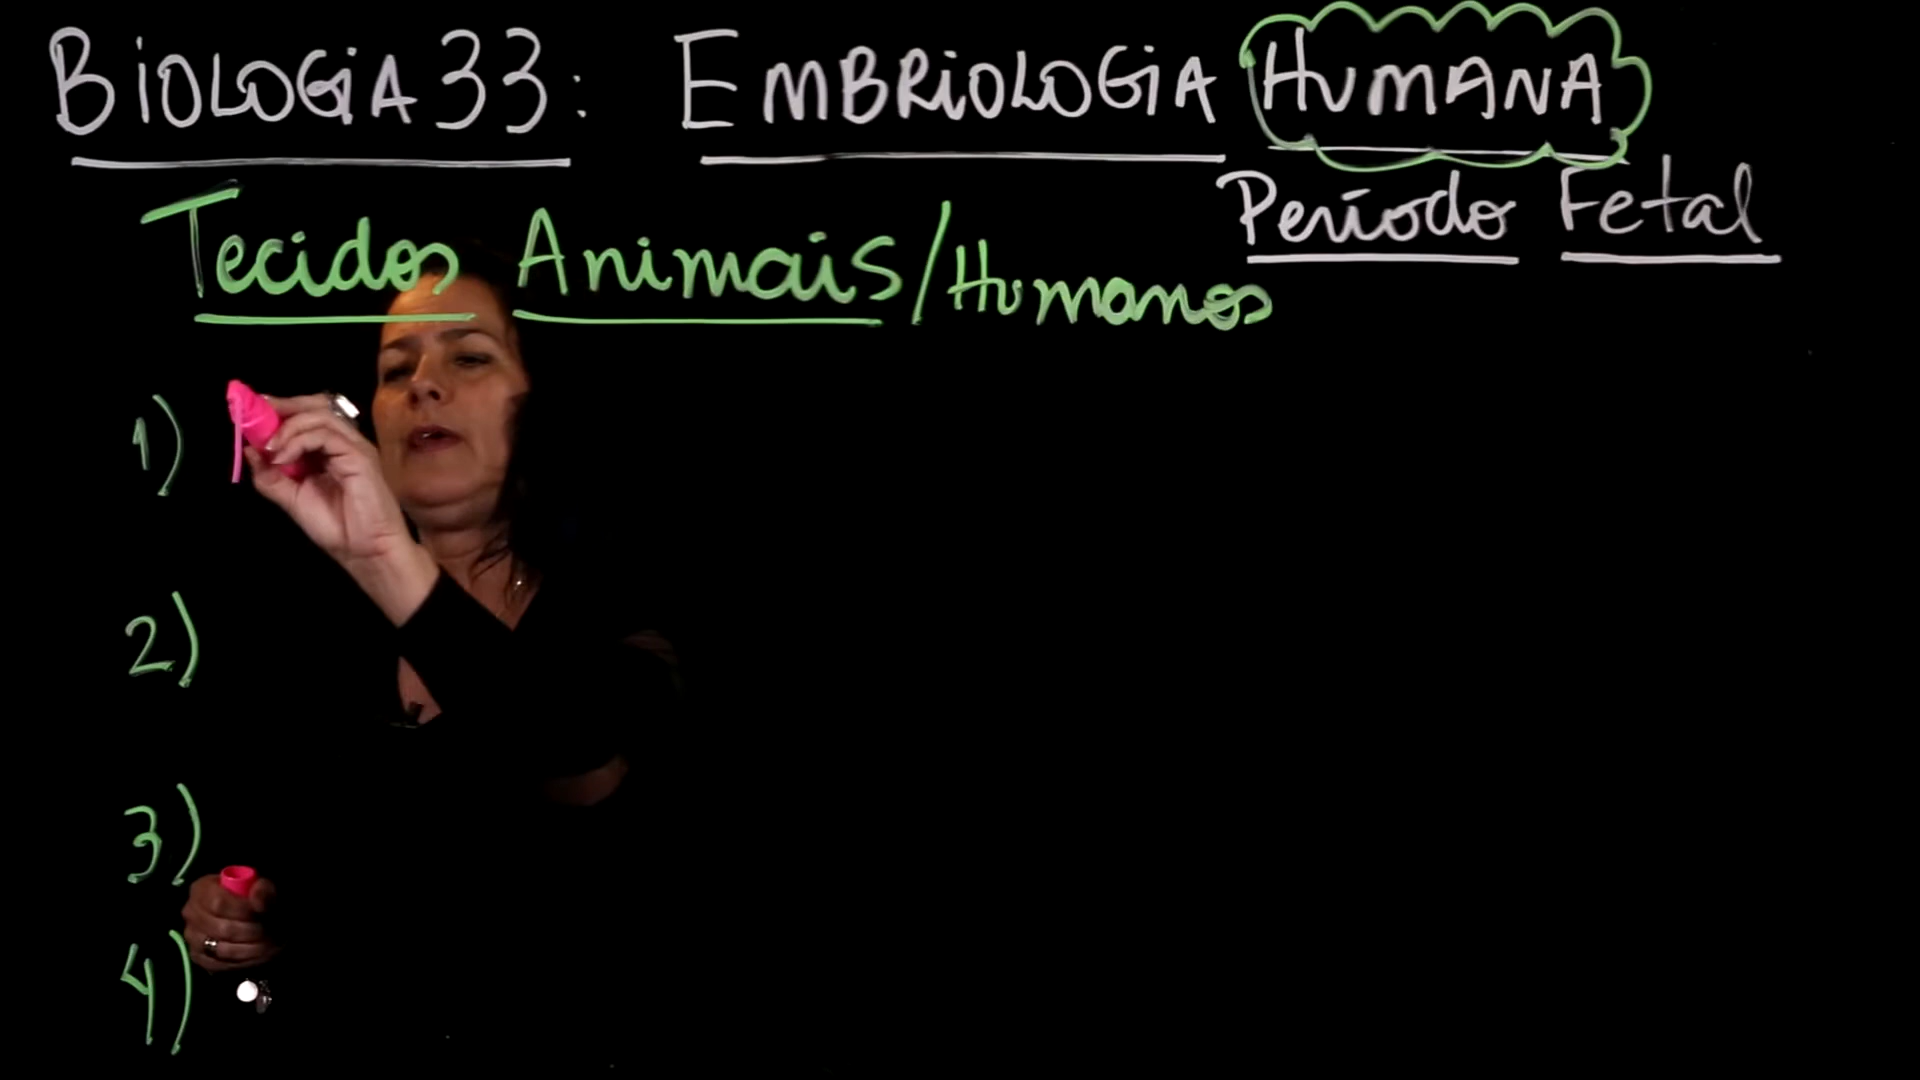 BiOLOGiA 33: EMBRiOLOGiA HUMANA
Período Fetal
Tecidos Animais/Humanos
1)
2)
3)
4)